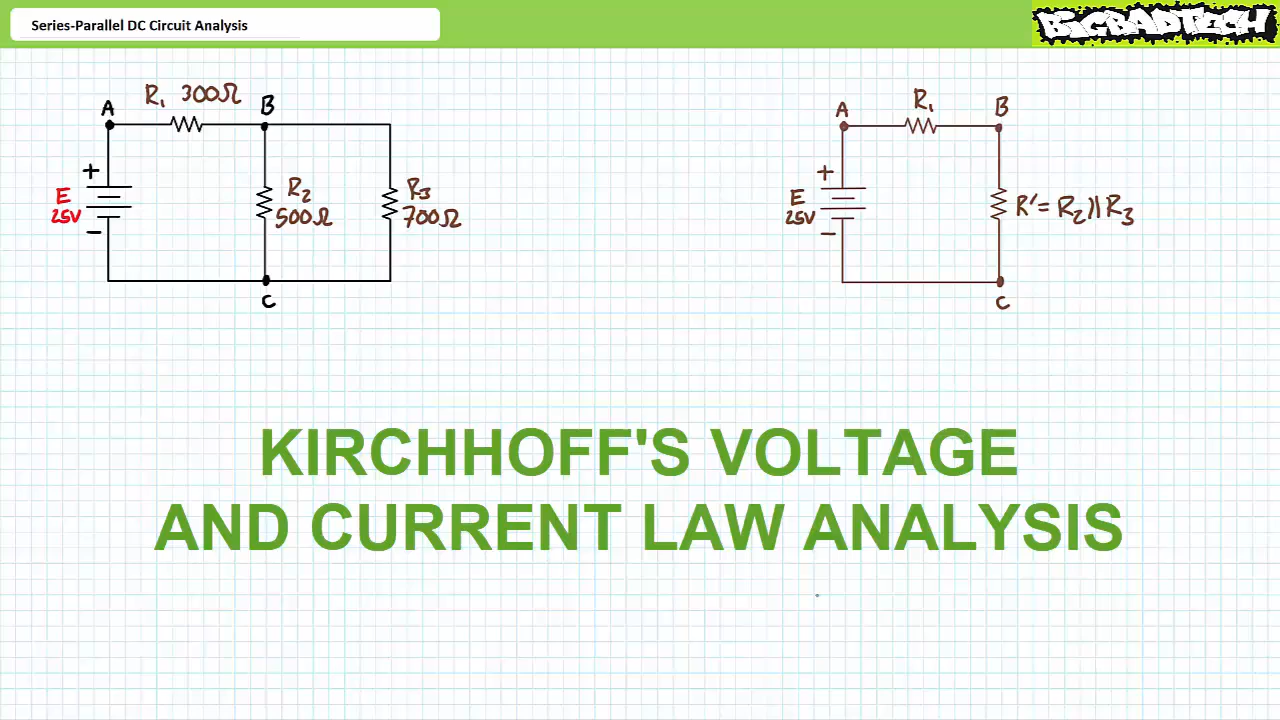 Series-Parallel DC Circuit Analysis
BIGBADTECH
R₁ 300Ω
A
B
+
E
25V
−
R₂
500Ω
R₃
700Ω
C
A
R₁
B
+
E
25V
−
R' = R₂ || R₃
C
KIRCHHOFF'S VOLTAGE
AND CURRENT LAW ANALYSIS